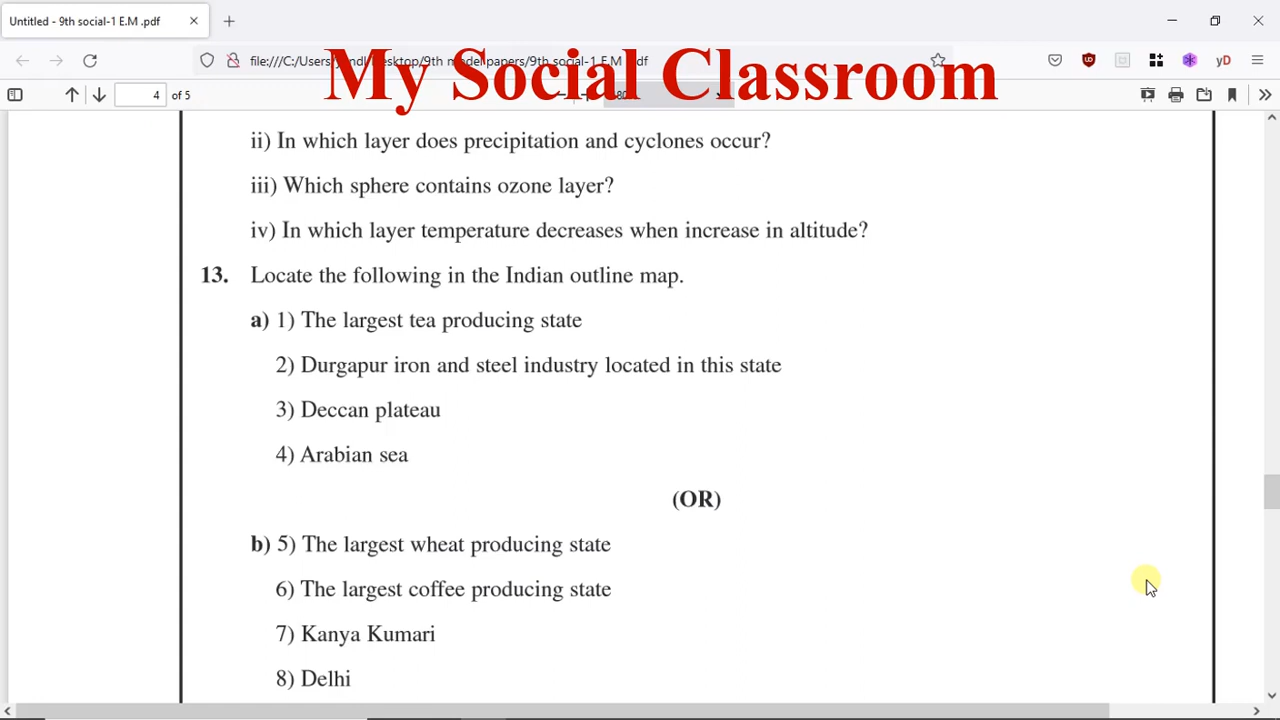 Untitled - 9th social-1 E.M .pdf
My Social Classroom
4 of 5
yD
ii) In which layer does precipitation and cyclones occur?
iii) Which sphere contains ozone layer?
iv) In which layer temperature decreases when increase in altitude?
13. Locate the following in the Indian outline map.
a) 1) The largest tea producing state
2) Durgapur iron and steel industry located in this state
3) Deccan plateau
4) Arabian sea
(OR)
b) 5) The largest wheat producing state
6) The largest coffee producing state
7) Kanya Kumari
8) Delhi